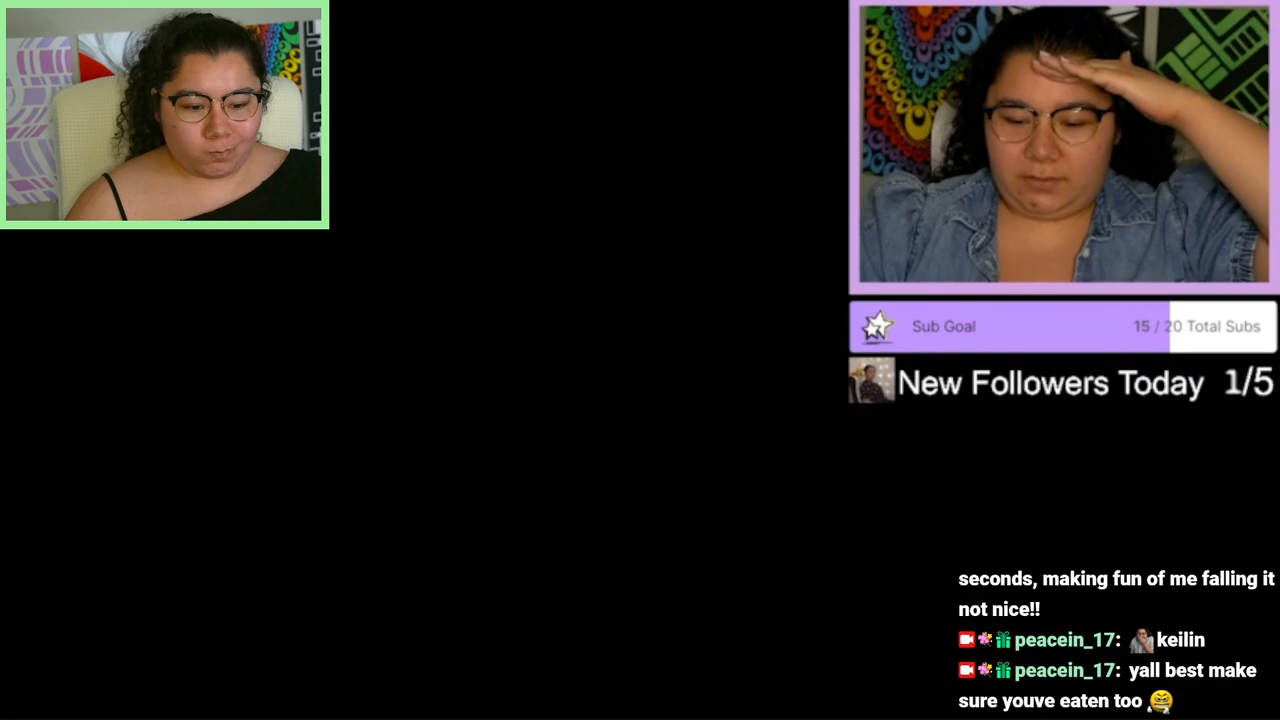 Sub Goal 15 / 20 Total Subs
New Followers Today 1/5
seconds, making fun of me falling it
not nice!!
peacein_17: keilin
peacein_17: yall best make
sure youve eaten too